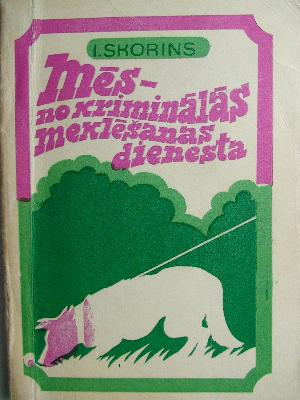 I. SKORINS
Mēs-
no kriminālās
meklēšanas
dienesta